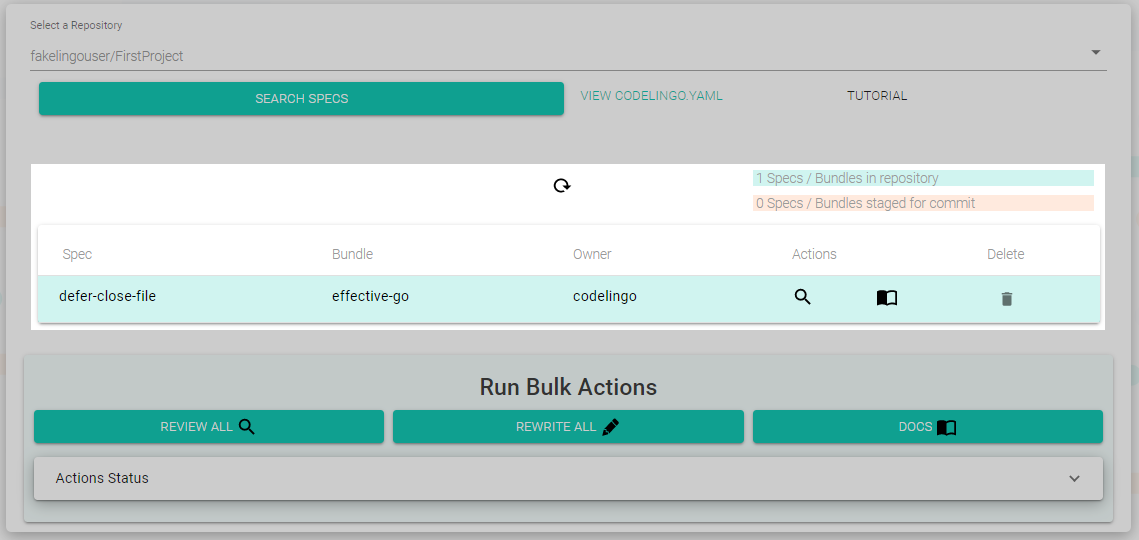 Select a Repository
fakelingouser/FirstProject
SEARCH SPECS VIEW CODELINGO.YAML TUTORIAL
1 Specs / Bundles in repository
0 Specs / Bundles staged for commit
Spec Bundle Owner Actions Delete
defer-close-file effective-go codelingo
Run Bulk Actions
REVIEW ALL REWRITE ALL DOCS
Actions Status